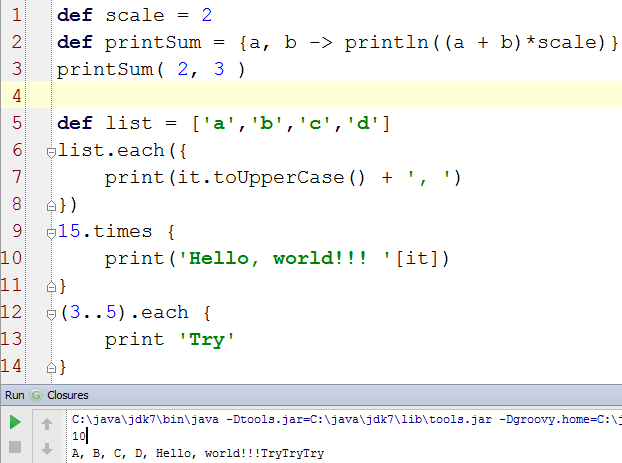 1 def scale = 2
2 def printSum = {a, b -> println((a + b)*scale)}
3 printSum( 2, 3 )
4
5 def list = ['a','b','c','d']
6 list.each({
7     print(it.toUpperCase() + ', ')
8 })
9 15.times {
10     print('Hello, world!!! '[it])
11 }
12 (3..5).each {
13     print 'Try'
14 }
Run G Closures
C:\java\jdk7\bin\java -Dtools.jar=C:\java\jdk7\lib\tools.jar -Dgroovy.home=C:\j
10
A, B, C, D, Hello, world!!!TryTryTry